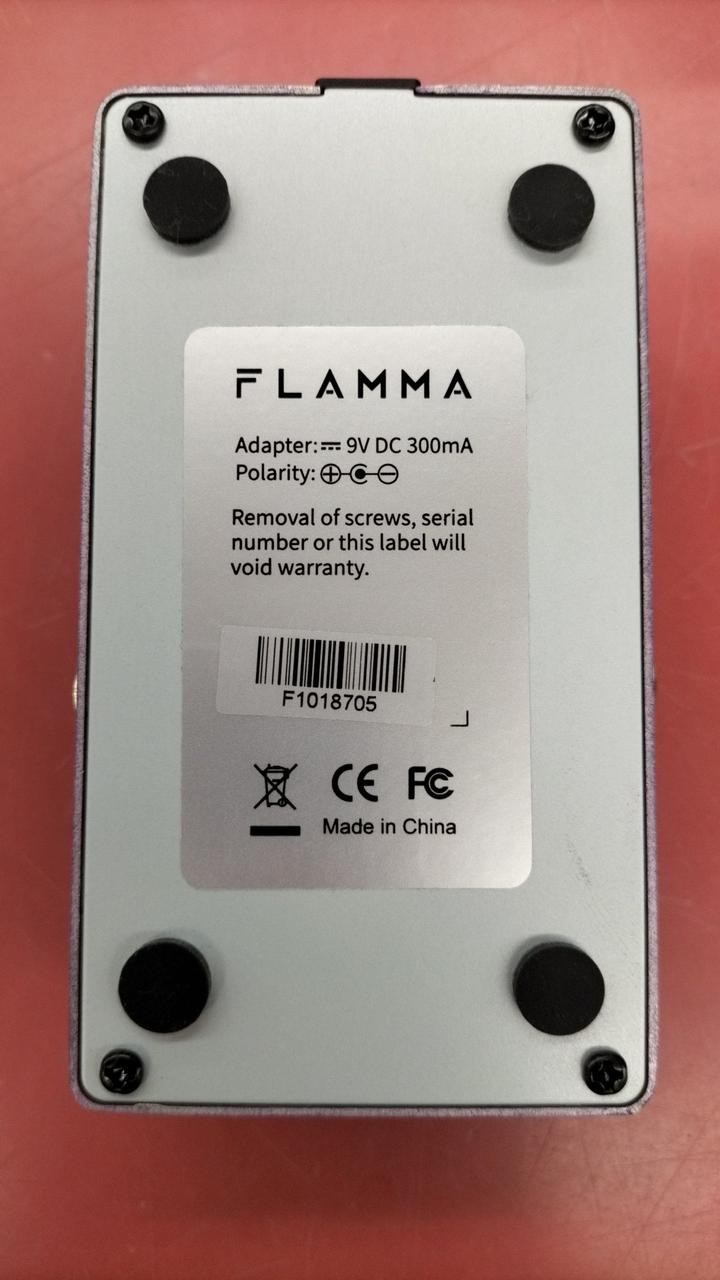 FLAMMA
Adapter: ⎓ 9V DC 300mA
Polarity:
Removal of screws, serial
number or this label will
void warranty.
F1018705
CE FC
Made in China